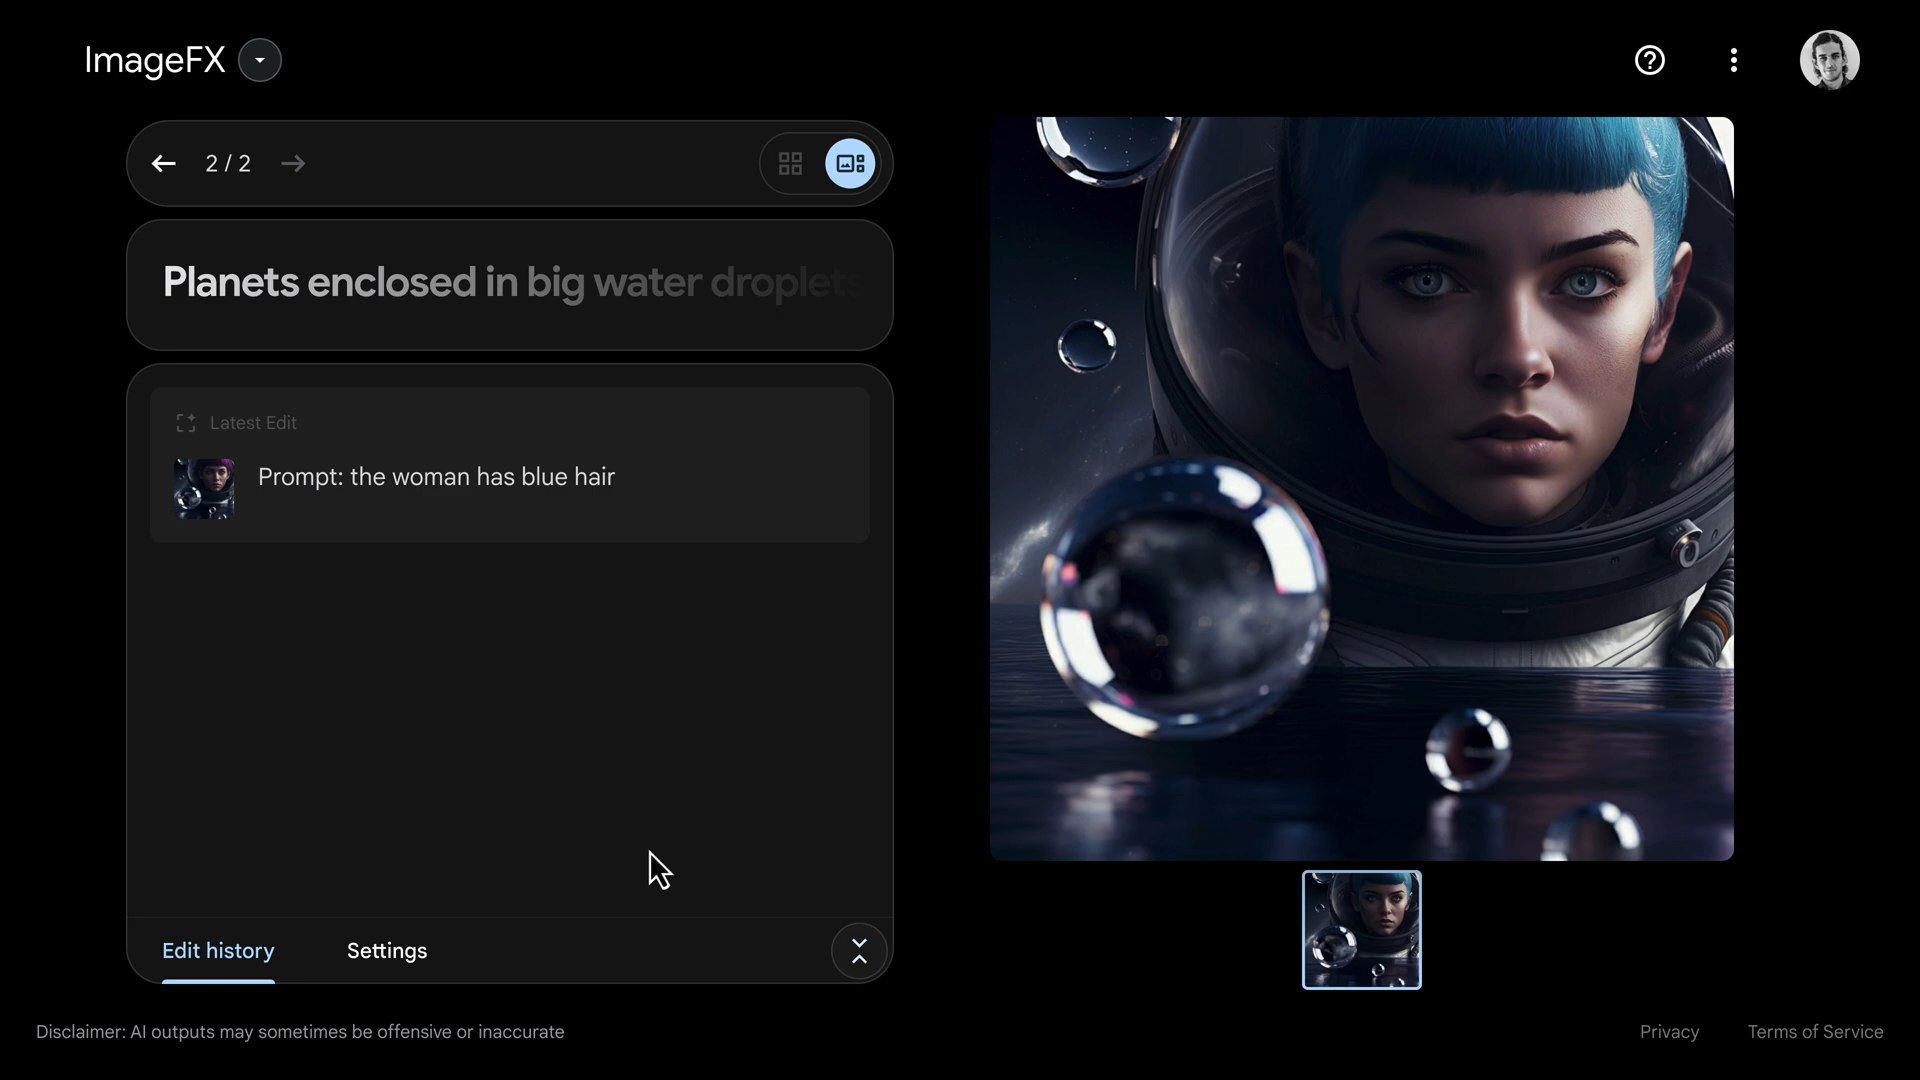 ImageFX
2 / 2
Planets enclosed in big water droplets
Latest Edit
Prompt: the woman has blue hair
Edit history
Settings
Disclaimer: AI outputs may sometimes be offensive or inaccurate
Privacy
Terms of Service